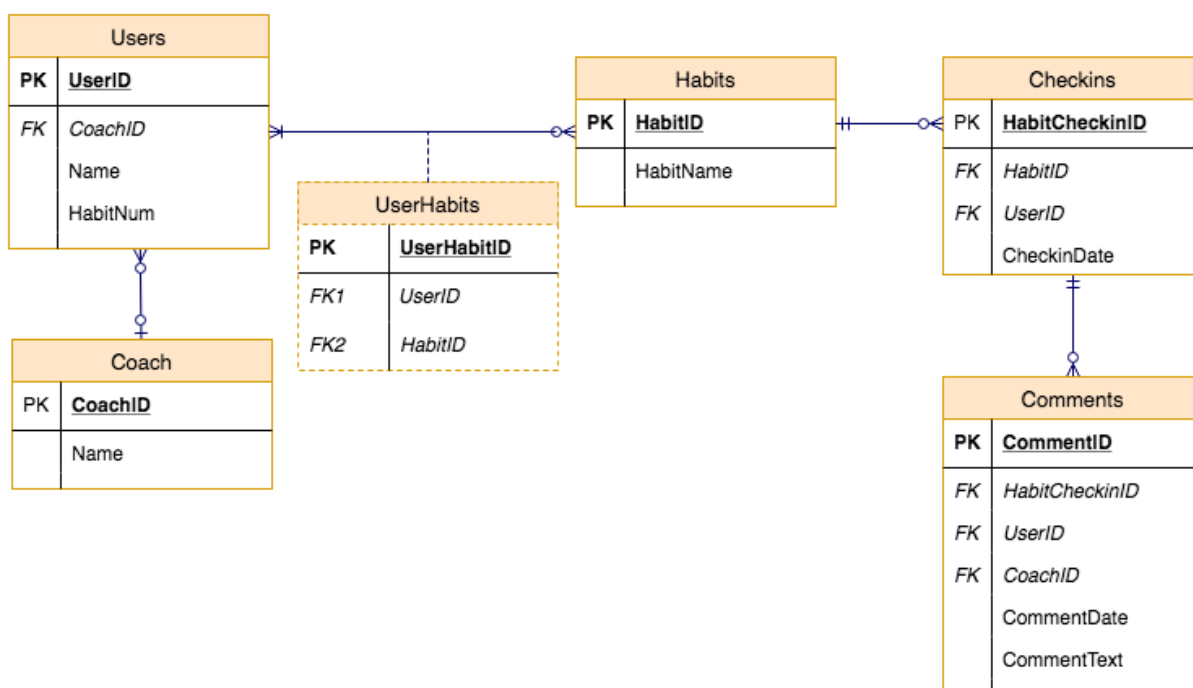 Users
PK UserID
FK CoachID
Name
HabitNum
Coach
PK CoachID
Name
UserHabits
PK UserHabitID
FK1 UserID
FK2 HabitID
Habits
PK HabitID
HabitName
Checkins
PK HabitCheckinID
FK HabitID
FK UserID
CheckinDate
Comments
PK CommentID
FK HabitCheckinID
FK UserID
FK CoachID
CommentDate
CommentText